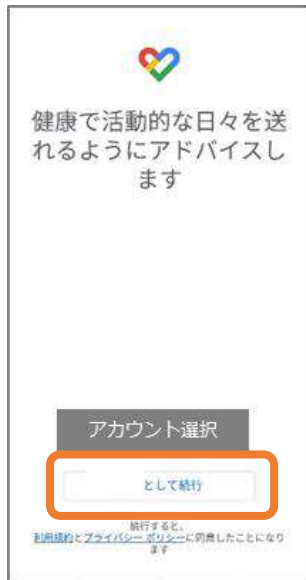 健康で活動的な日々を送
れるようにアドバイスし
ます
アカウント選択
として続行
続行すると、
利用規約とプライバシー ポリシーに同意したことになり
ます